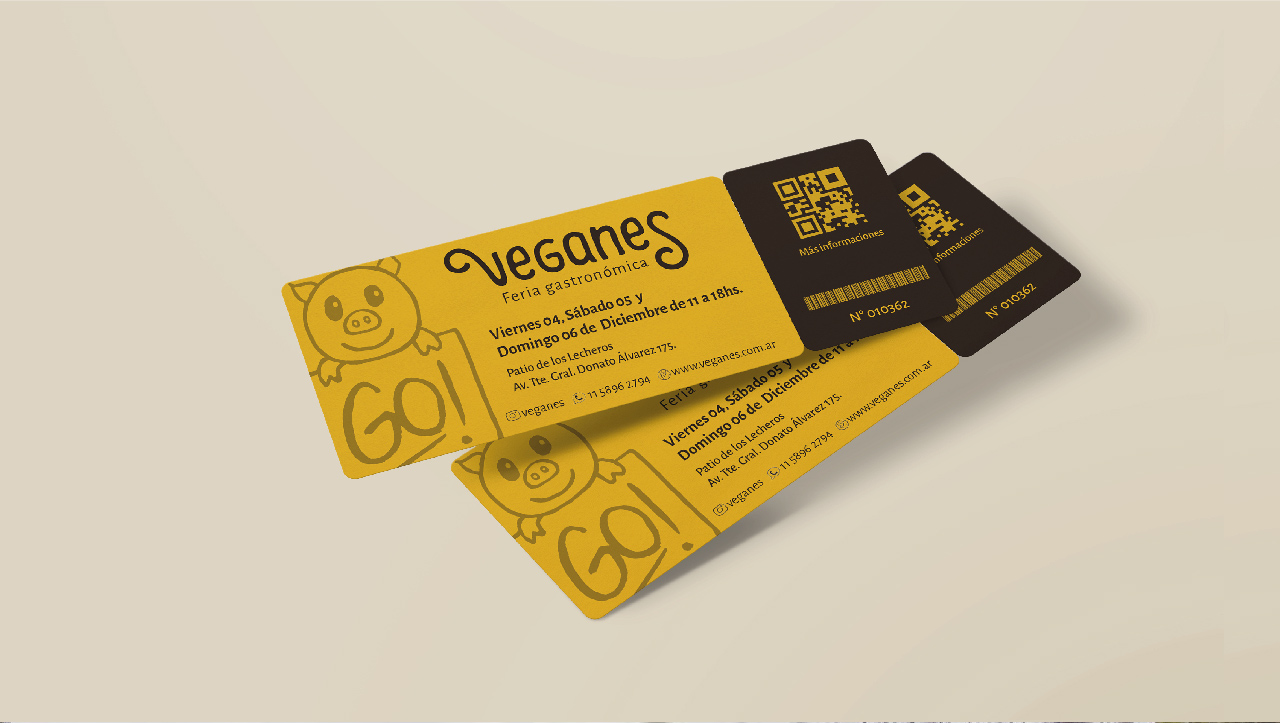 veganes
Feria gastronómica
Viernes 04, Sábado 05 y
Domingo 06 de Diciembre de 11 a 18hs.
Patio de los Lecheros
Av. Tte. Gral. Donato Álvarez 175.
veganes 11 5896 2794 www.veganes.com.ar
GO!
Más informaciones
N° 010362
Feria g
Viernes 04, Sábado 05 y
Domingo 06 de Diciembre de 11 a
Patio de los Lecheros
Av. Tte. Gral. Donato Álvarez 175.
veganes 11 5896 2794 www.veganes.com.ar
GO!
informaciones
N° 010362